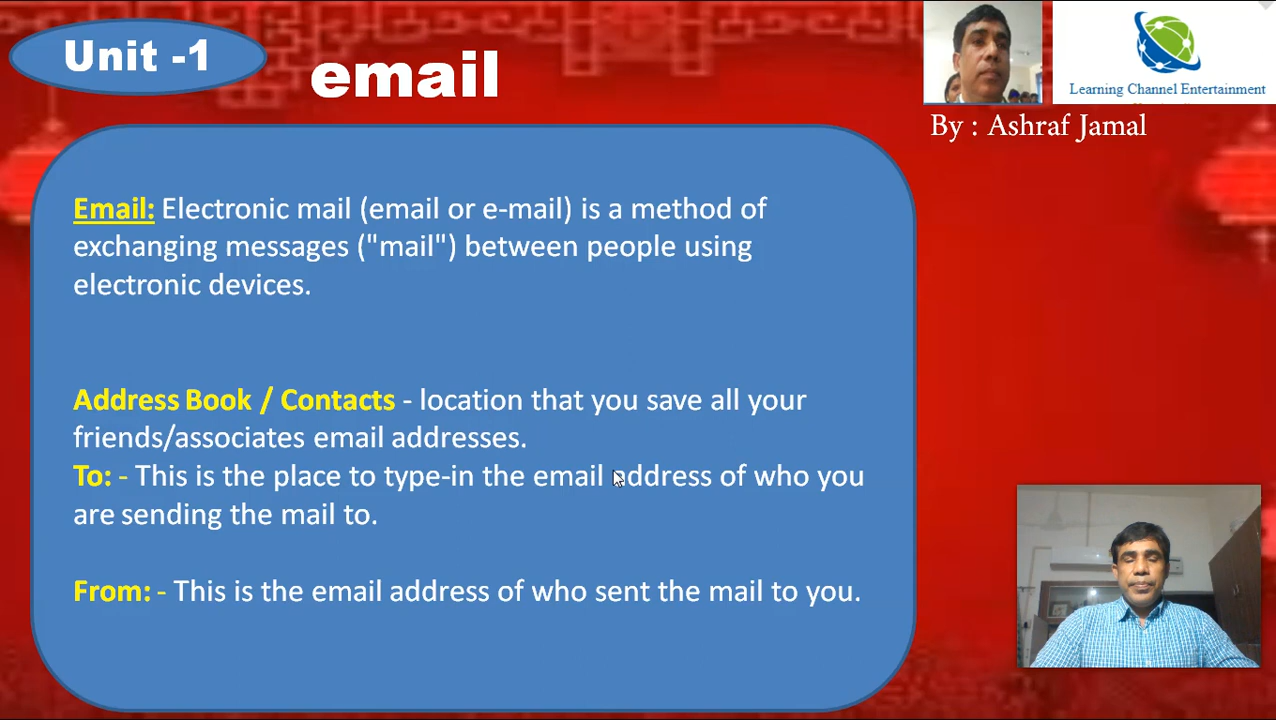 Unit -1
email
Learning Channel Entertainment
By : Ashraf Jamal
Email: Electronic mail (email or e-mail) is a method of
exchanging messages ("mail") between people using
electronic devices.
Address Book / Contacts - location that you save all your
friends/associates email addresses.
To: - This is the place to type-in the email address of who you
are sending the mail to.
From: - This is the email address of who sent the mail to you.